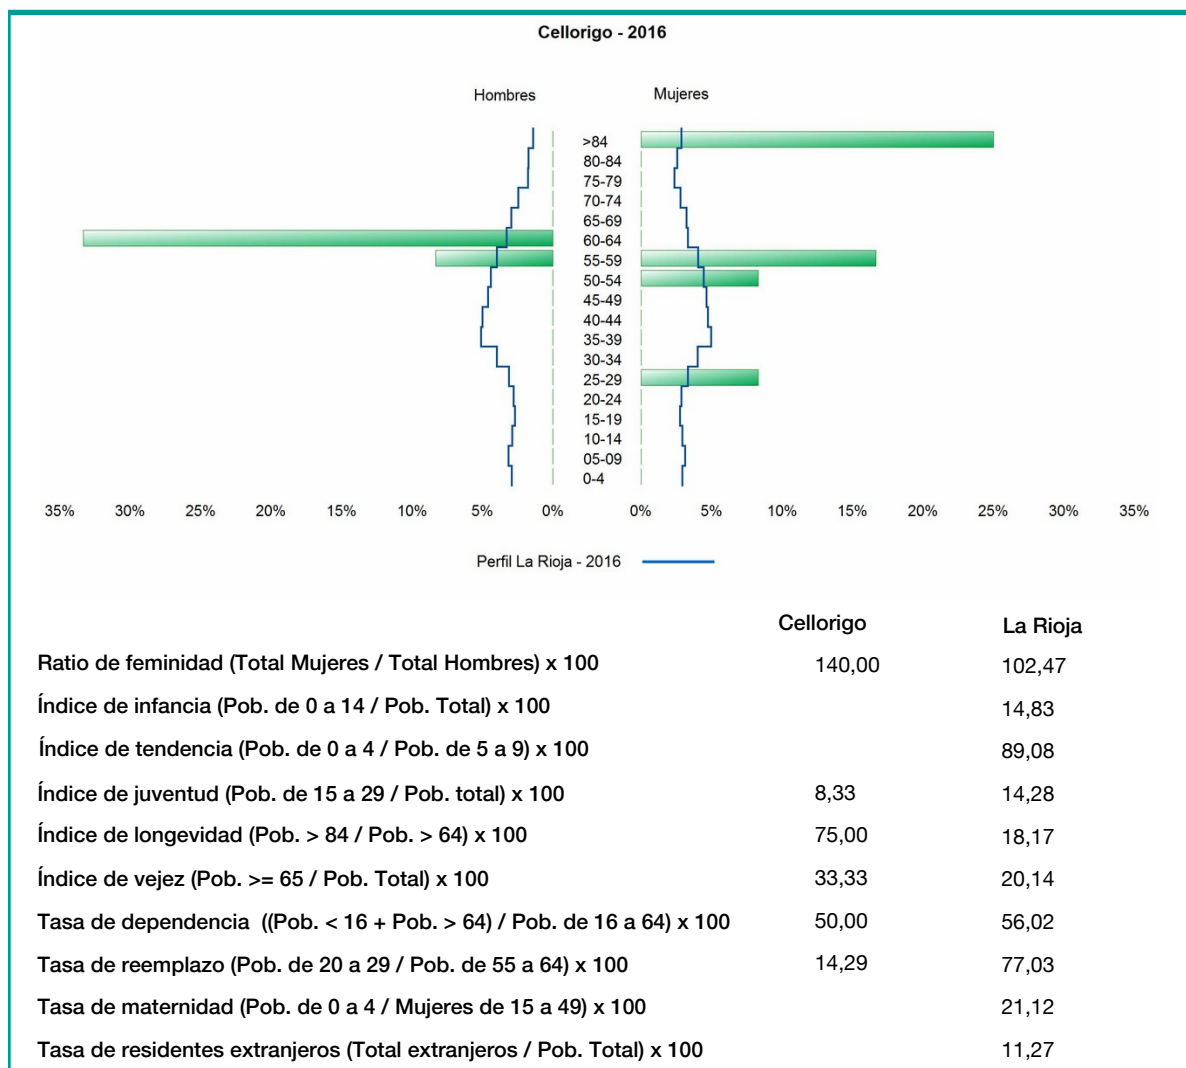 Cellorigo - 2016
Hombres Mujeres
>84
80-84
75-79
70-74
65-69
60-64
55-59
50-54
45-49
40-44
35-39
30-34
25-29
20-24
15-19
10-14
05-09
0-4
35% 30% 25% 20% 15% 10% 5% 0% 0% 5% 10% 15% 20% 25% 30% 35%
Perfil La Rioja - 2016
Cellorigo La Rioja
Ratio de feminidad (Total Mujeres / Total Hombres) x 100 140,00 102,47
Índice de infancia (Pob. de 0 a 14 / Pob. Total) x 100 14,83
Índice de tendencia (Pob. de 0 a 4 / Pob. de 5 a 9) x 100 89,08
Índice de juventud (Pob. de 15 a 29 / Pob. total) x 100 8,33 14,28
Índice de longevidad (Pob. > 84 / Pob. > 64) x 100 75,00 18,17
Índice de vejez (Pob. >= 65 / Pob. Total) x 100 33,33 20,14
Tasa de dependencia ((Pob. < 16 + Pob. > 64) / Pob. de 16 a 64) x 100 50,00 56,02
Tasa de reemplazo (Pob. de 20 a 29 / Pob. de 55 a 64) x 100 14,29 77,03
Tasa de maternidad (Pob. de 0 a 4 / Mujeres de 15 a 49) x 100 21,12
Tasa de residentes extranjeros (Total extranjeros / Pob. Total) x 100 11,27